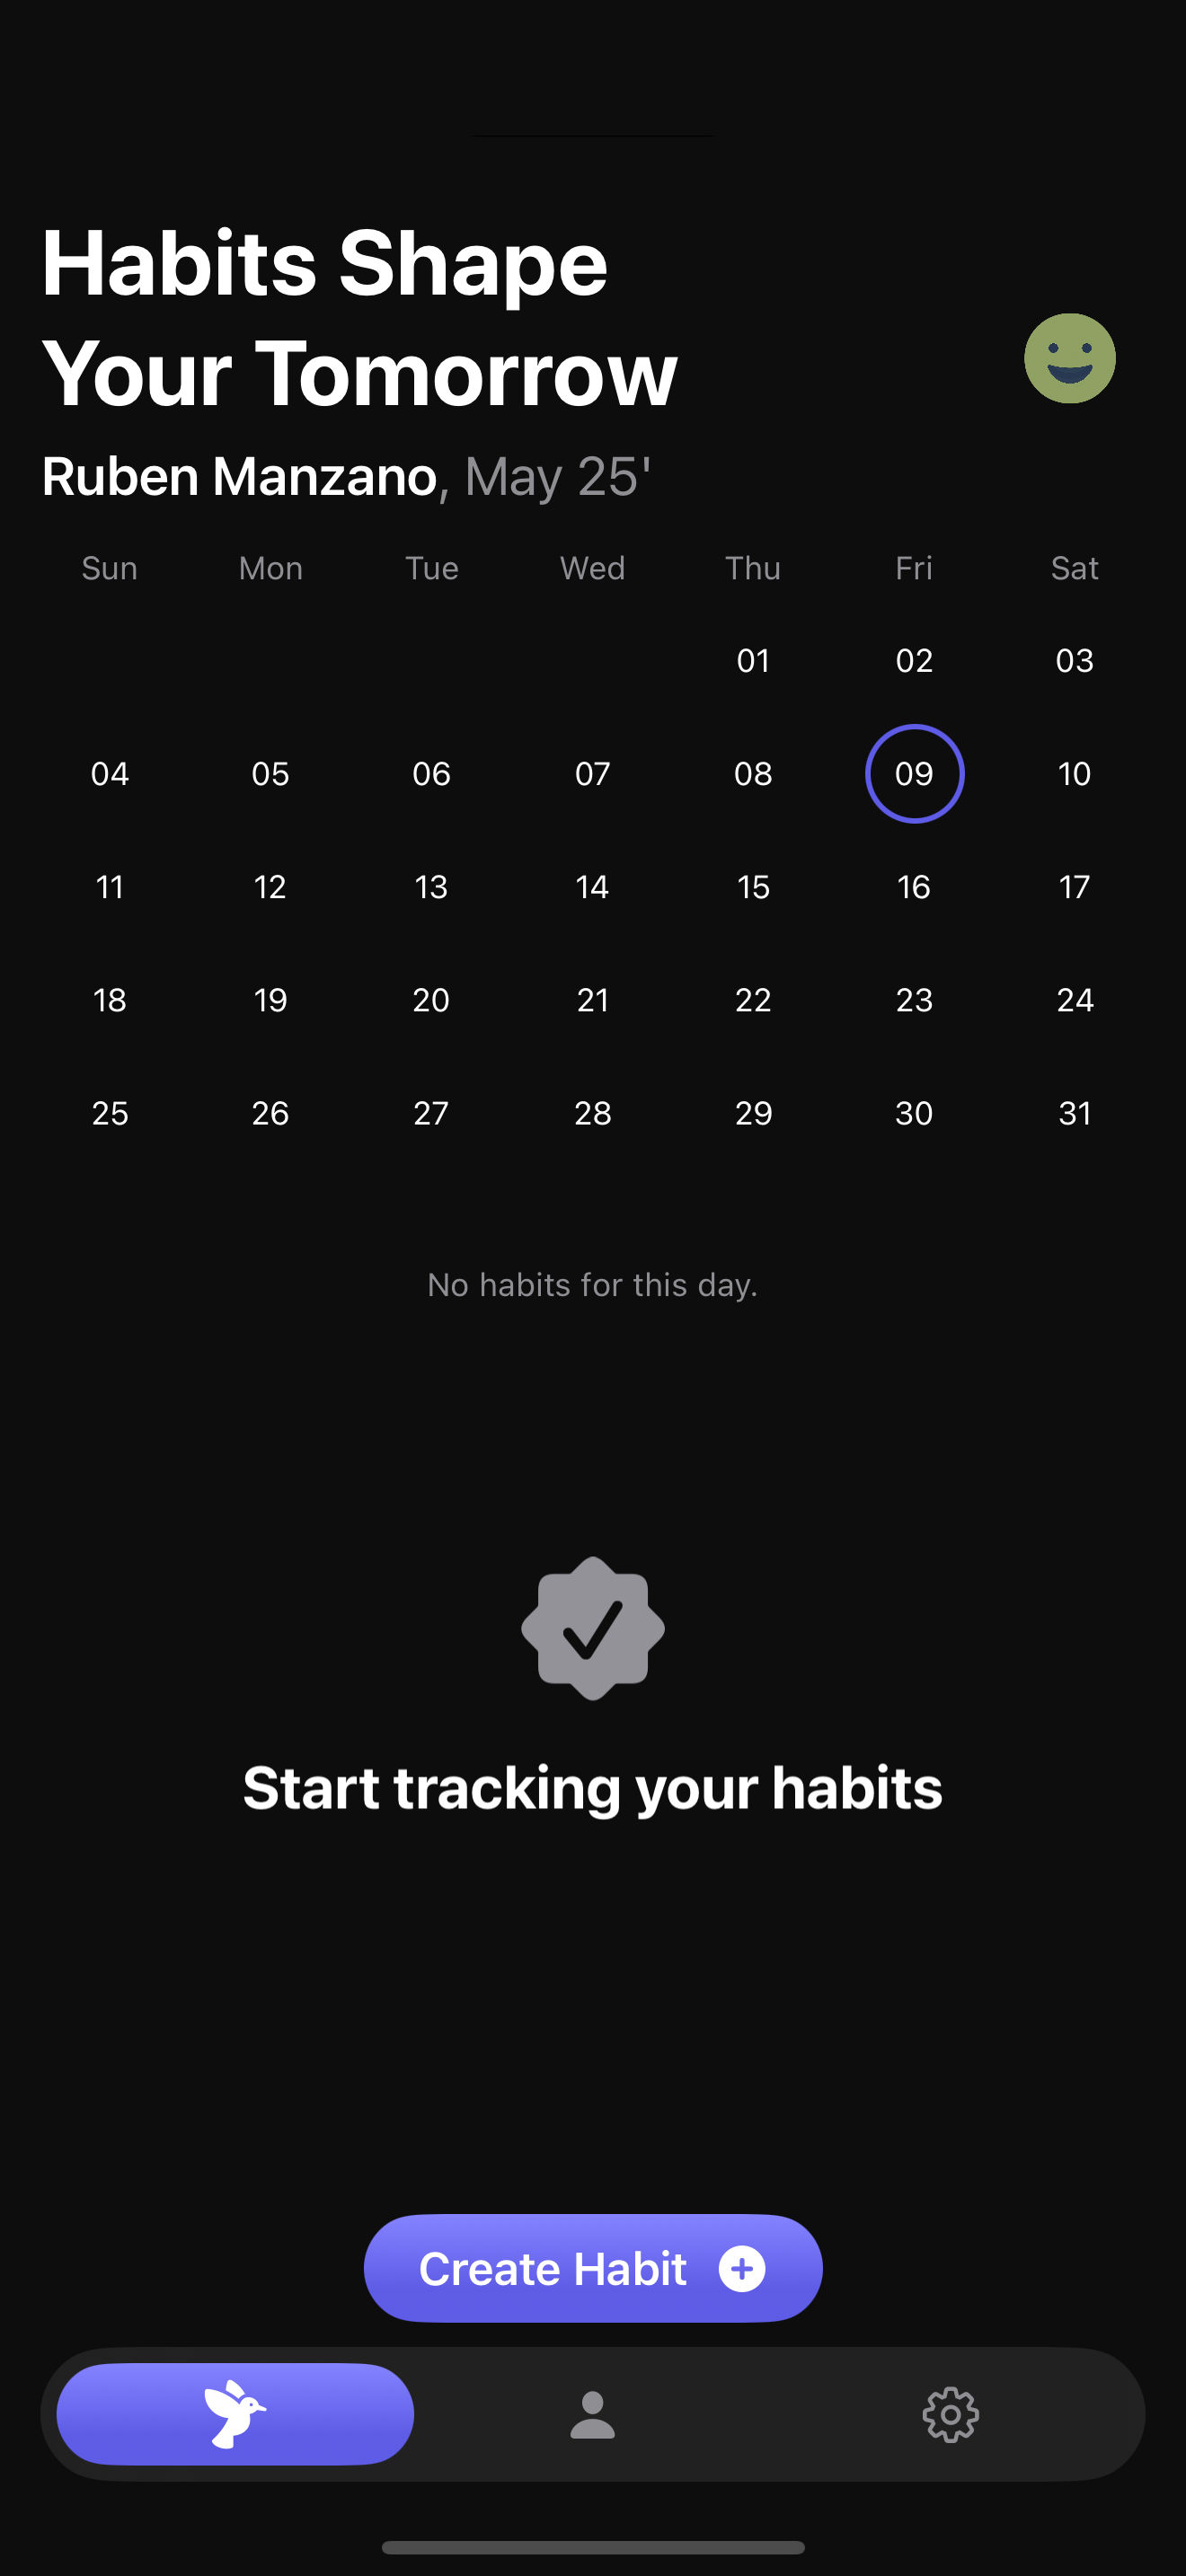 Habits Shape
Your Tomorrow
Ruben Manzano, May 25'
Sun Mon Tue Wed Thu Fri Sat
01 02 03
04 05 06 07 08 09 10
11 12 13 14 15 16 17
18 19 20 21 22 23 24
25 26 27 28 29 30 31
No habits for this day.
Start tracking your habits
Create Habit